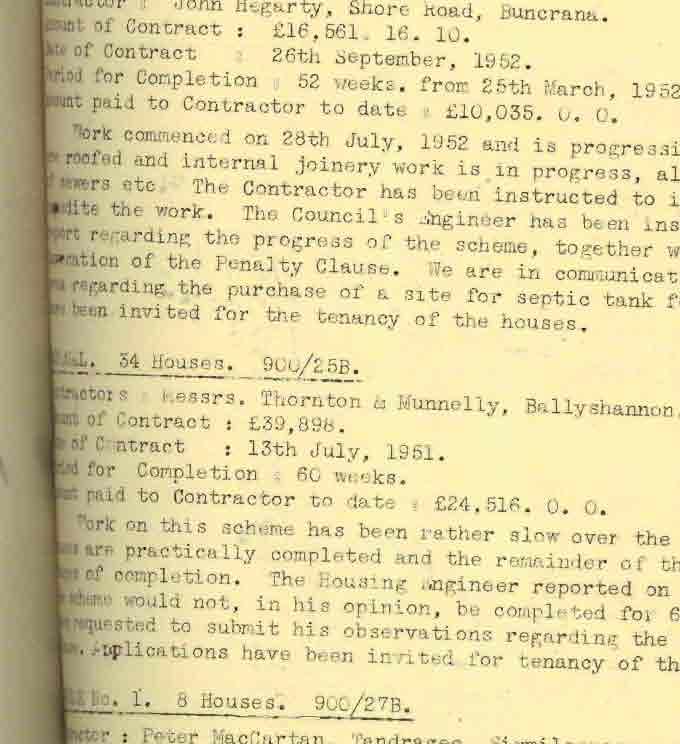 : John Hegarty, Shore Road, Buncrana.
of Contract : £16,561. 16. 10.
of Contract : 26th September, 1952.
for Completion : 52 weeks. from 25th March, 1952
paid to Contractor to date : £10,035. 0. 0.
Work commenced on 28th July, 1952 and is
roofed and internal joinery work is in progress,
sewers etc. The Contractor has been instructed to
the work. The Council's Engineer has been
regarding the progress of the scheme, together
of the Penalty Clause. We are in
regarding the purchase of a site for septic tank
been invited for the tenancy of the houses.
34 Houses. 900/25B.
: Messrs. Thornton & Munnelly, Ballyshannon,
of Contract : £39,898.
of Contract : 13th July, 1951.
for Completion : 60 weeks.
paid to Contractor to date : £24,516. 0. 0.
Work on this scheme has been rather slow over the
are practically completed and the remainder of
of completion. The Housing Engineer reported on
scheme would not, in his opinion, be completed for 6
requested to submit his observations regarding the
Applications have been invited for tenancy of
No. 1. 8 Houses. 900/27B.
: Peter MacCartan,